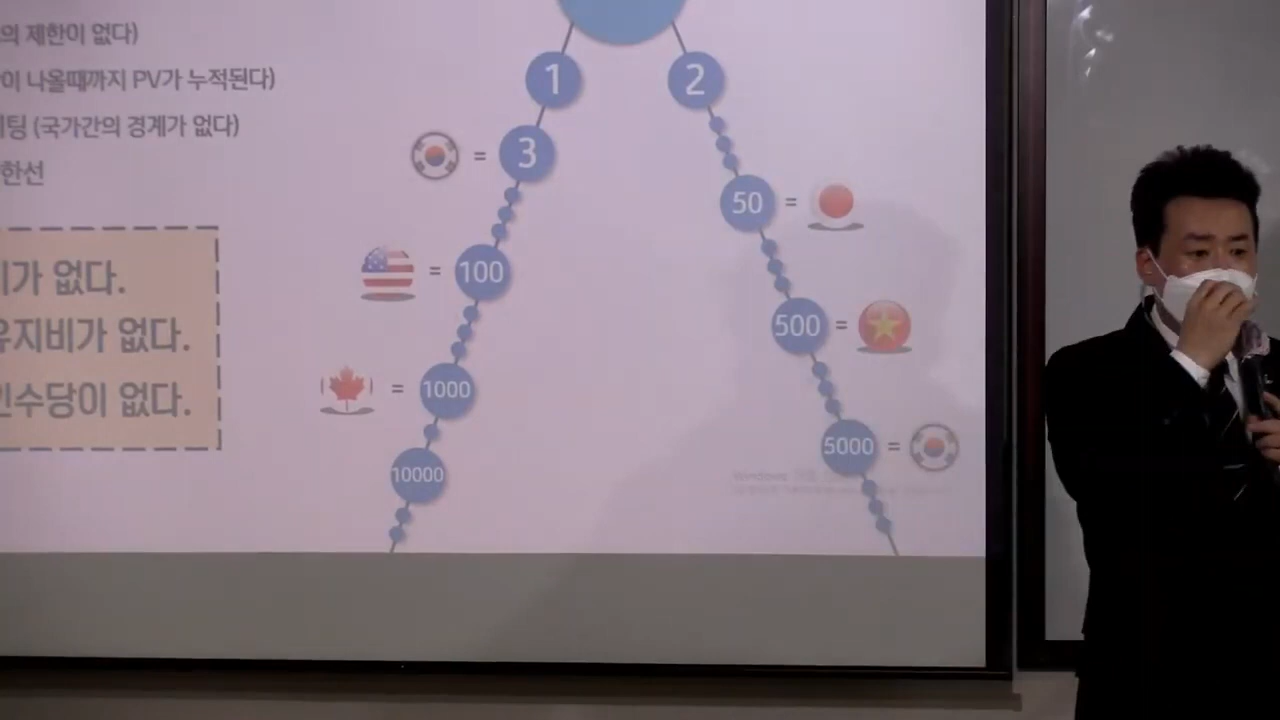 의 제한이 없다)
이 나올때까지 PV가 누적된다)
팅 (국가간의 경계가 없다)
한선
가 없다.
유지비가 없다.
인수당이 없다.
1
2
= 3
50 =
= 100
500 =
= 1000
5000 =
10000
Windows